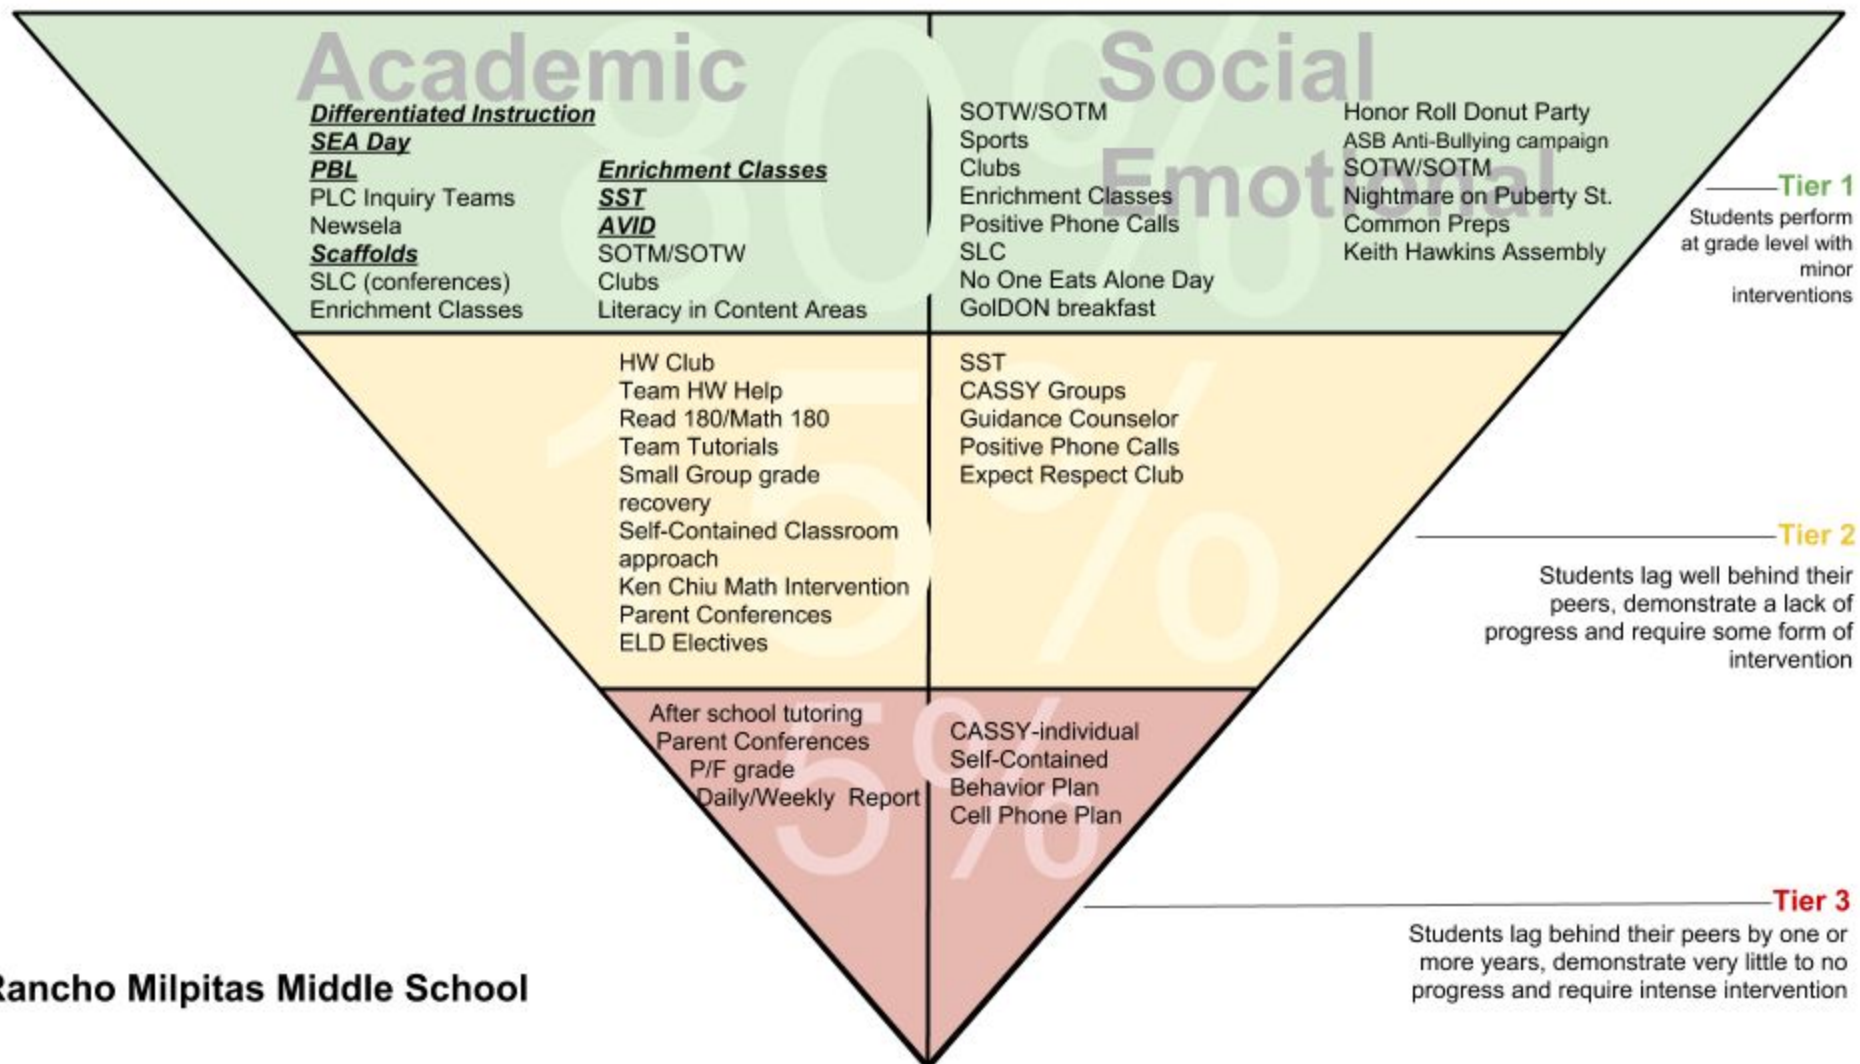 80%
Academic
Differentiated Instruction
SEA Day
PBL
PLC Inquiry Teams
Newsela
Scaffolds
SLC (conferences)
Enrichment Classes
Enrichment Classes
SST
AVID
SOTM/SOTW
Clubs
Literacy in Content Areas
Social
Emotional
SOTW/SOTM
Sports
Clubs
Enrichment Classes
Positive Phone Calls
SLC
No One Eats Alone Day
GolDON breakfast
Honor Roll Donut Party
ASB Anti-Bullying campaign
SOTW/SOTM
Nightmare on Puberty St.
Common Preps
Keith Hawkins Assembly
Tier 1
Students perform
at grade level with
minor
interventions
15%
HW Club
Team HW Help
Read 180/Math 180
Team Tutorials
Small Group grade
recovery
Self-Contained Classroom
approach
Ken Chiu Math Intervention
Parent Conferences
ELD Electives
SST
CASSY Groups
Guidance Counselor
Positive Phone Calls
Expect Respect Club
Tier 2
Students lag well behind their
peers, demonstrate a lack of
progress and require some form of
intervention
5%
After school tutoring
Parent Conferences
P/F grade
Daily/Weekly Report
CASSY-individual
Self-Contained
Behavior Plan
Cell Phone Plan
Tier 3
Students lag behind their peers by one or
more years, demonstrate very little to no
progress and require intense intervention
Rancho Milpitas Middle School